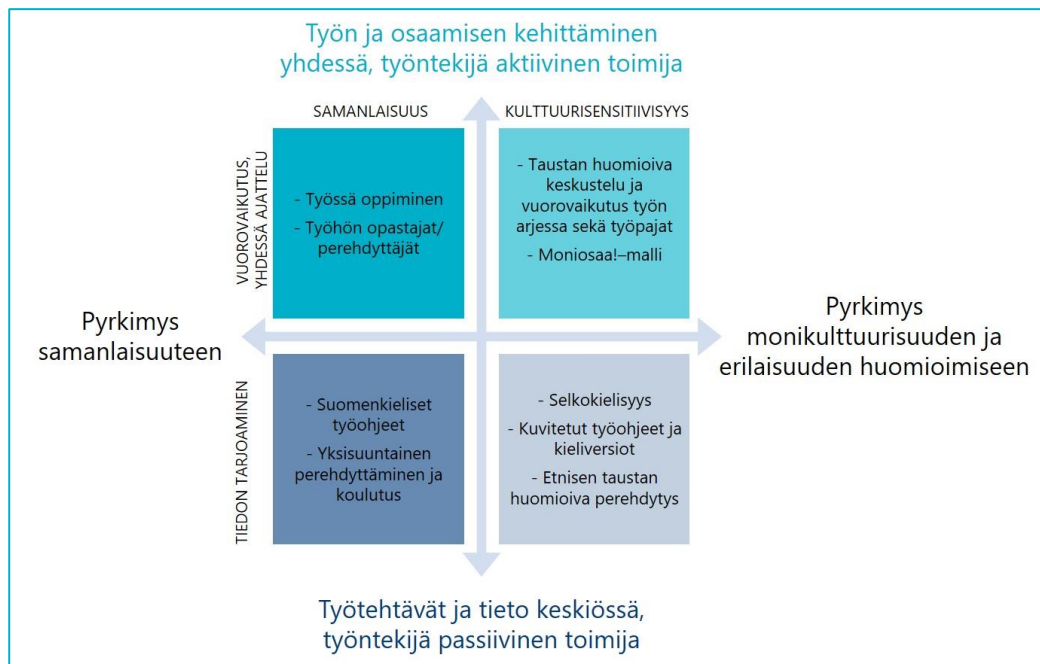 Työn ja osaamisen kehittäminen
yhdessä, työntekijä aktiivinen toimija
SAMANLAISUUS
KULTTUURISENSITIIVISYYS
VUOROVAIKUTUS,
YHDESSÄ AJATTELU
- Työssä oppiminen
- Työhön opastajat/
perehdyttäjät
- Taustan huomioiva
keskustelu ja
vuorovaikutus työn
arjessa sekä työpajat
- Moniosaa!–malli
Pyrkimys
samanlaisuuteen
Pyrkimys
monikulttuurisuuden ja
erilaisuuden huomioimiseen
TIEDON TARJOAMINEN
- Suomenkieliset
työohjeet
- Yksisuuntainen
perehdyttäminen ja
koulutus
- Selkokielisyys
- Kuvitetut työohjeet ja
kieliversiot
- Etnisen taustan
huomioiva perehdytys
Työtehtävät ja tieto keskiössä,
työntekijä passiivinen toimija